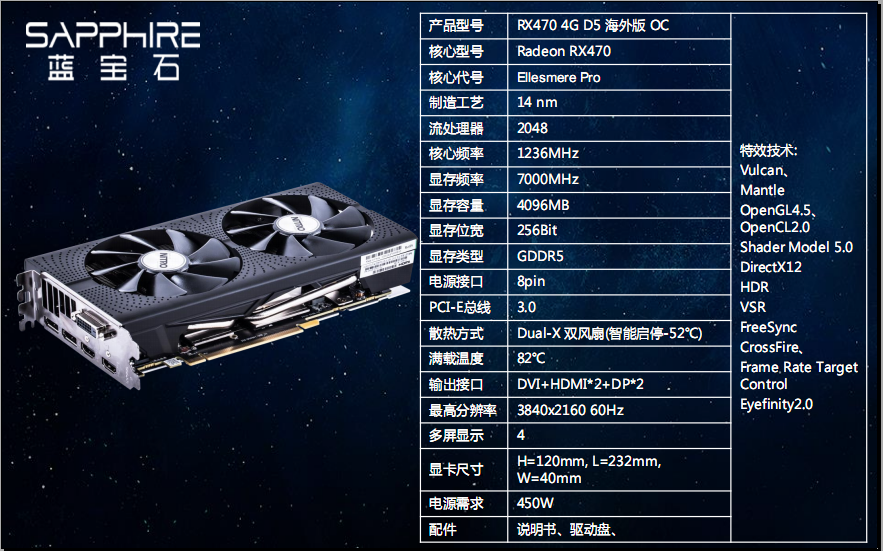 SAPPHIRE
蓝宝石
产品型号 RX470 4G D5 海外版 OC
核心型号 Radeon RX470
核心代号 Ellesmere Pro
制造工艺 14 nm
流处理器 2048
核心频率 1236MHz
显存频率 7000MHz
显存容量 4096MB
显存位宽 256Bit
显存类型 GDDR5
电源接口 8pin
PCI-E总线 3.0
散热方式 Dual-X 双风扇(智能启停-52℃)
满载温度 82℃
输出接口 DVI+HDMI*2+DP*2
最高分辨率 3840x2160 60Hz
多屏显示 4
显卡尺寸 H=120mm, L=232mm,
W=40mm
电源需求 450W
配件 说明书、驱动盘、
特效技术:
Vulcan、
Mantle
OpenGL4.5、
OpenCL2.0
Shader Model 5.0
DirectX12
HDR
VSR
FreeSync
CrossFire、
Frame Rate Target
Control
Eyefinity2.0
NITRO
NITRO